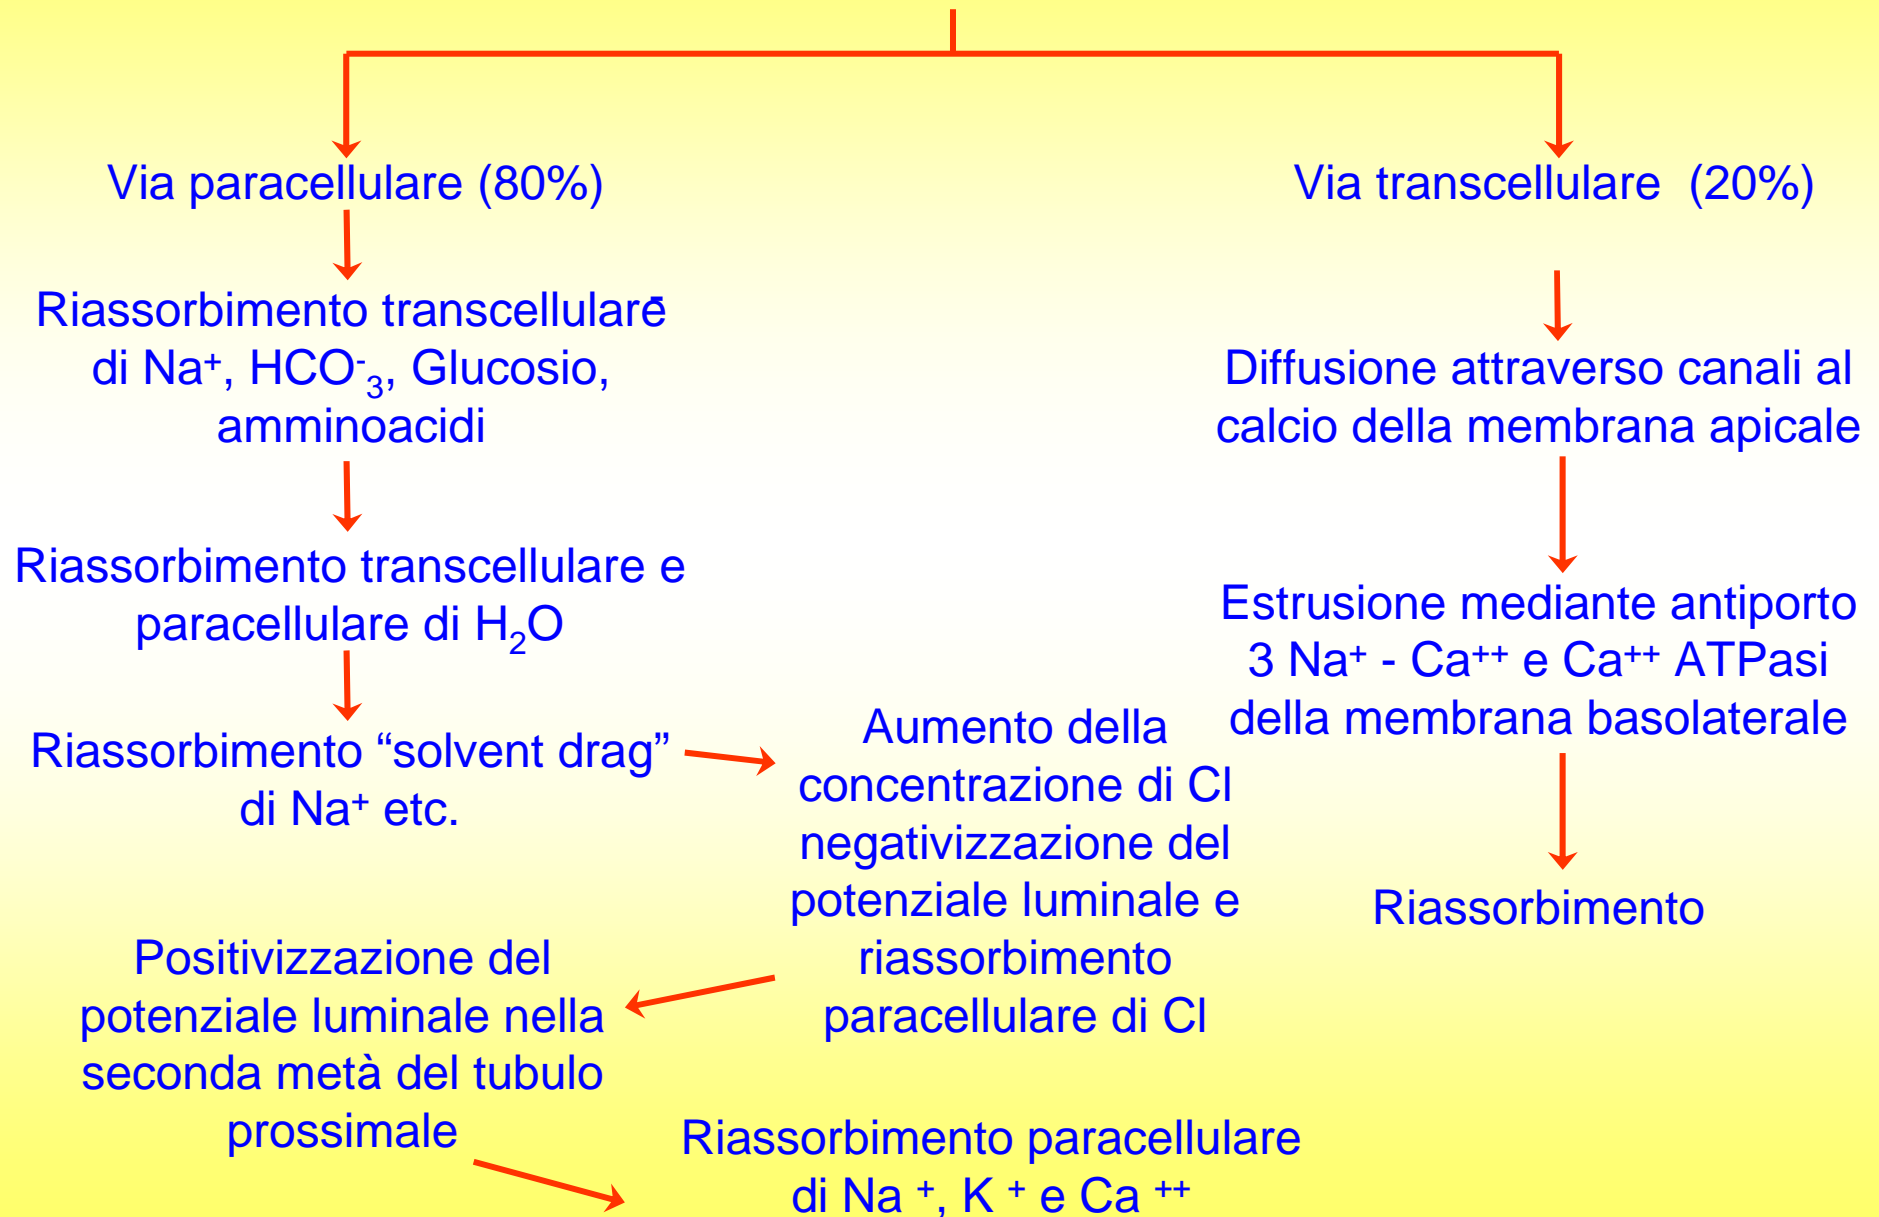 Via paracellulare (80%)
Riassorbimento transcellulare
di Na⁺, HCO⁻₃, Glucosio,
amminoacidi
Riassorbimento transcellulare e
paracellulare di H₂O
Riassorbimento “solvent drag”
di Na⁺ etc.
Aumento della
concentrazione di Cl
negativizzazione del
potenziale luminale e
riassorbimento
paracellulare di Cl
Positivizzazione del
potenziale luminale nella
seconda metà del tubulo
prossimale
Riassorbimento paracellulare
di Na ⁺, K ⁺ e Ca ⁺⁺
Via transcellulare (20%)
Diffusione attraverso canali al
calcio della membrana apicale
Estrusione mediante antiporto
3 Na⁺ - Ca⁺⁺ e Ca⁺⁺ ATPasi
della membrana basolaterale
Riassorbimento